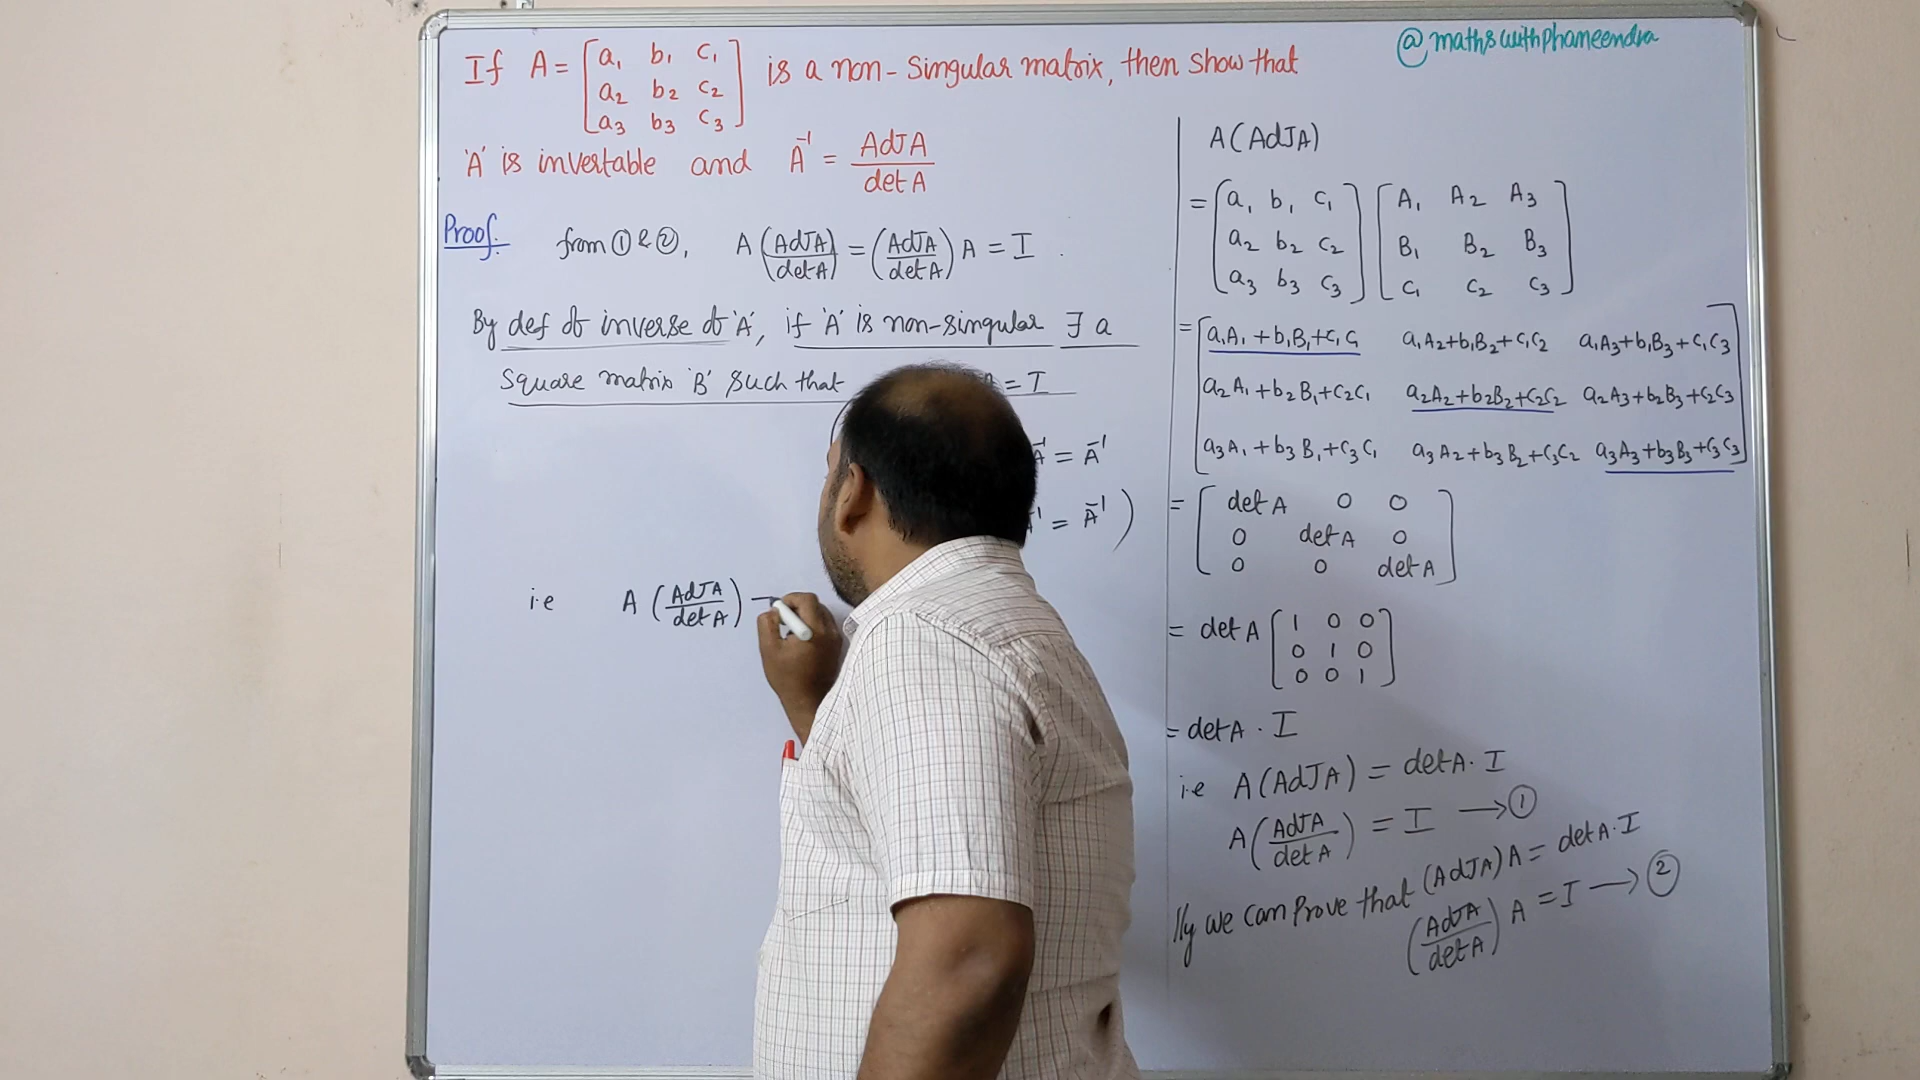 @mathswithphaneendra
If A = [a₁ b₁ c₁
a₂ b₂ c₂
a₃ b₃ c₃] is a non-singular matrix, then show that
'A' is invertable and A⁻¹ = AdJA / detA
Proof. from ① & ②, A (AdJA / detA) = (AdJA / detA) A = I .
By def of inverse of 'A', if 'A' is non-singular ∃ a
Square matrix 'B' such that = I
= A⁻¹
= A⁻¹ )
i.e A (AdJA / detA)
A(AdJA)
= [a₁ b₁ c₁ [A₁ A₂ A₃
a₂ b₂ c₂ B₁ B₂ B₃
a₃ b₃ c₃] C₁ C₂ C₃]
= [a₁A₁+b₁B₁+c₁C₁ a₁A₂+b₁B₂+c₁C₂ a₁A₃+b₁B₃+c₁C₃
a₂A₁+b₂B₁+c₂C₁ a₂A₂+b₂B₂+c₂C₂ a₂A₃+b₂B₃+c₂C₃
a₃A₁+b₃B₁+c₃C₁ a₃A₂+b₃B₂+c₃C₂ a₃A₃+b₃B₃+c₃C₃]
= [detA 0 0
0 detA 0
0 0 detA]
= detA [1 0 0
0 1 0
0 0 1]
= detA . I
i.e A(AdJA) = detA. I
A(AdJA / detA) = I → ①
||ly we can Prove that (AdJA)A = detA.I
(AdJA / detA) A = I → ②